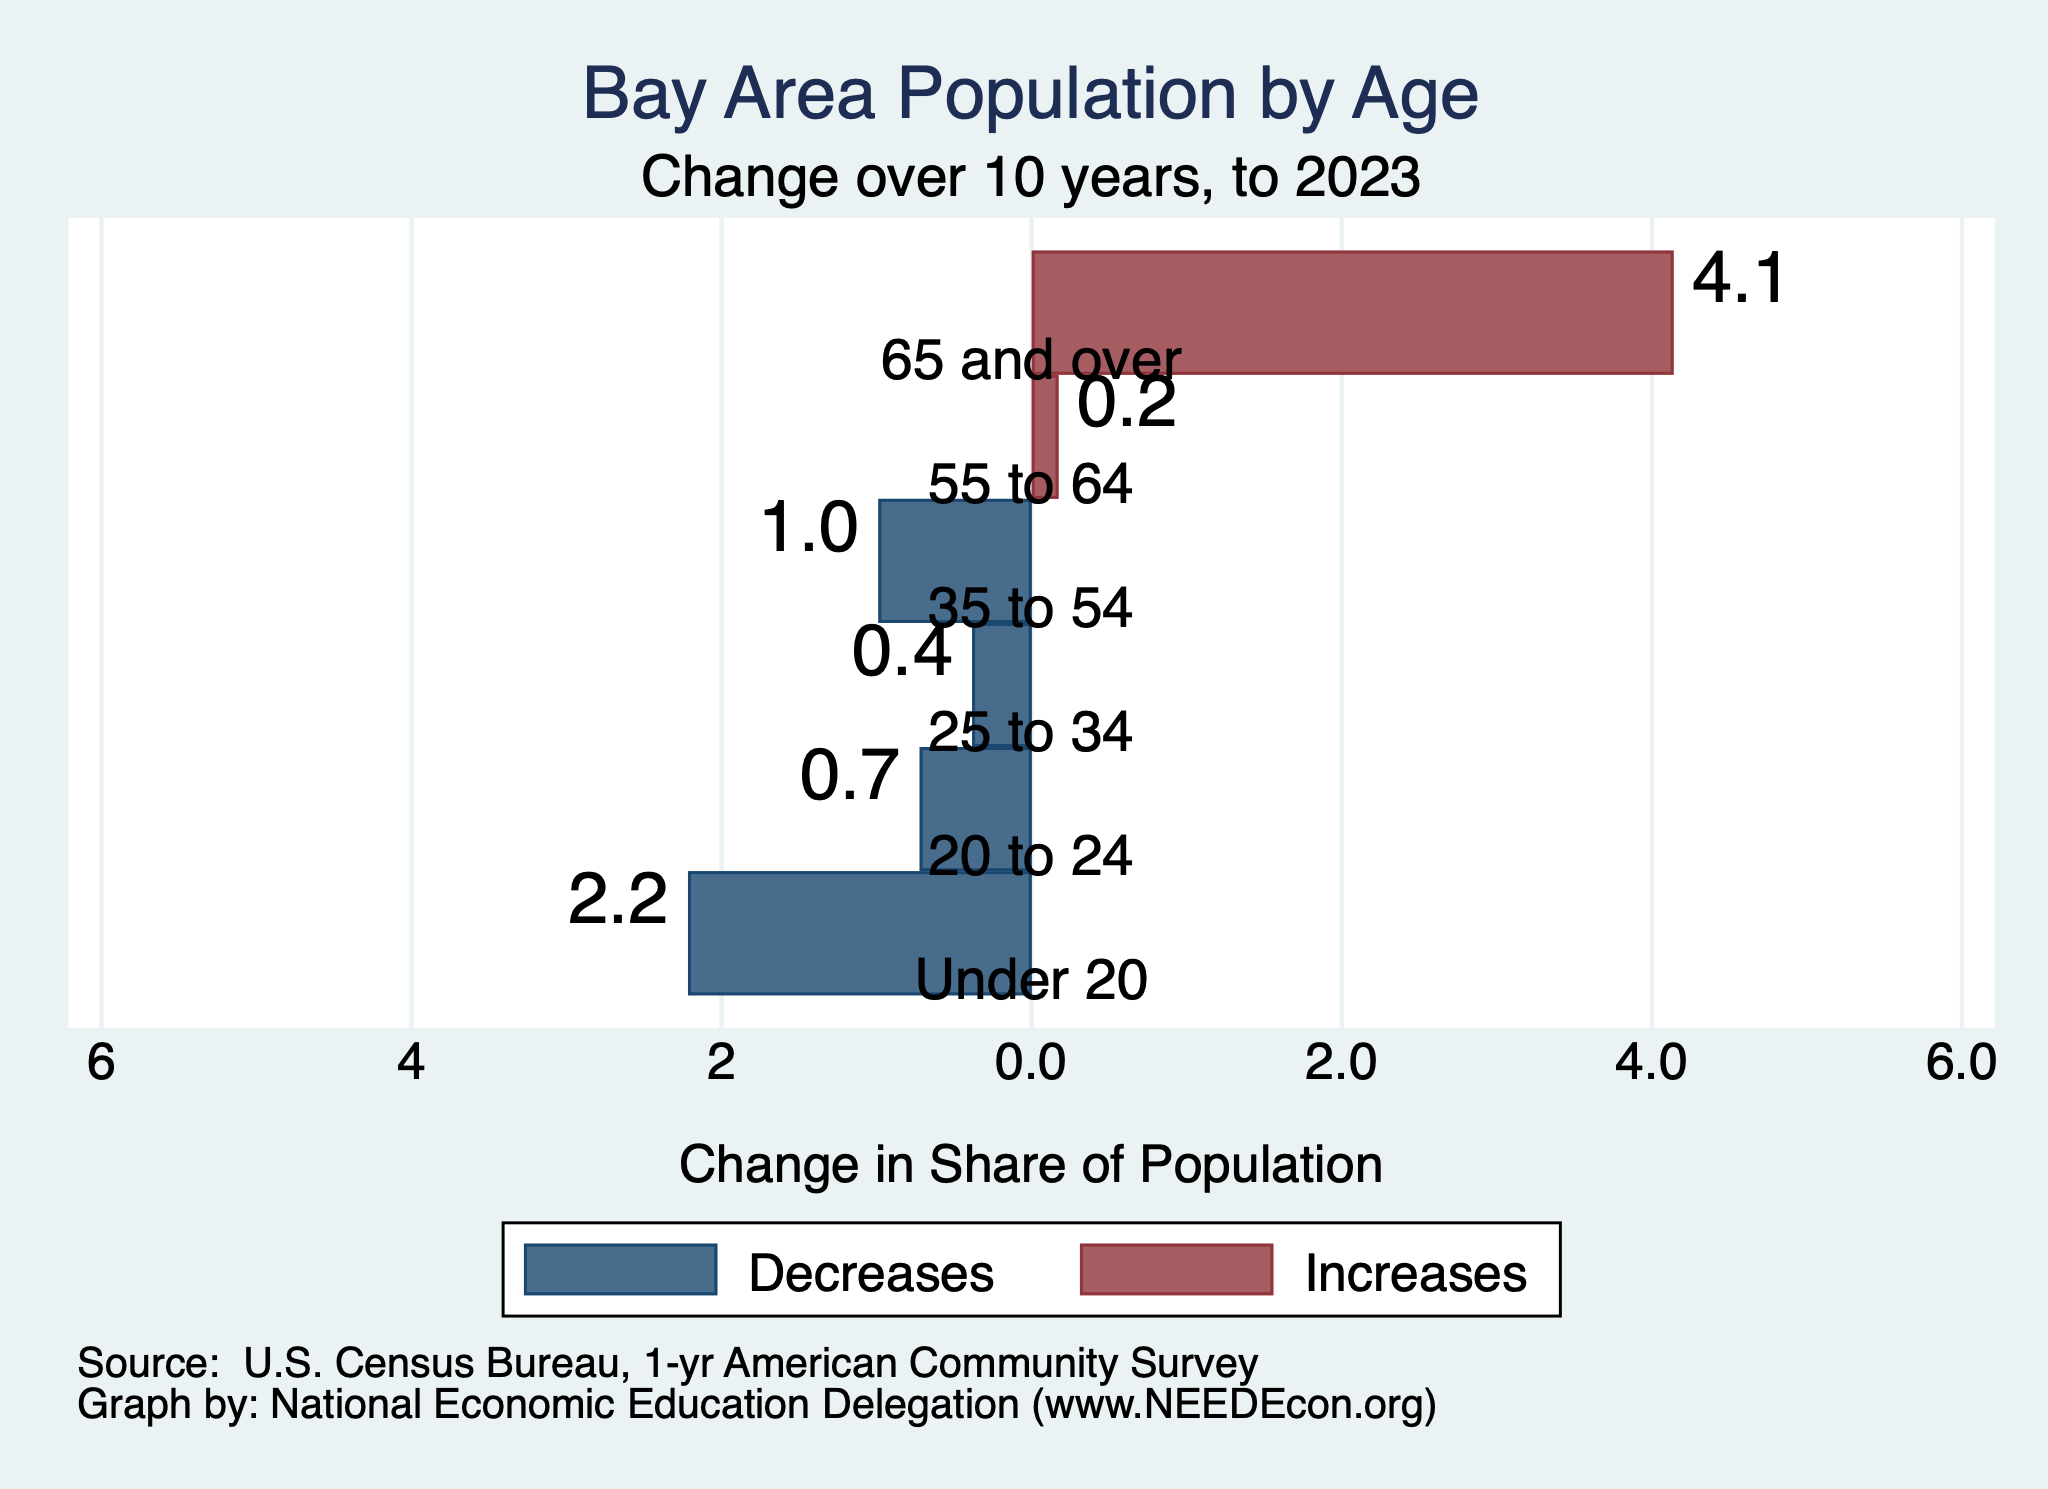 Bay Area Population by Age
Change over 10 years, to 2023
4.1
65 and over
0.2
55 to 64
1.0
35 to 54
0.4
25 to 34
0.7
20 to 24
2.2
Under 20
6 4 2 0.0 2.0 4.0 6.0
Change in Share of Population
Decreases Increases
Source: U.S. Census Bureau, 1-yr American Community Survey
Graph by: National Economic Education Delegation (www.NEEDEcon.org)